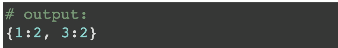 # output:
{1:2, 3:2}